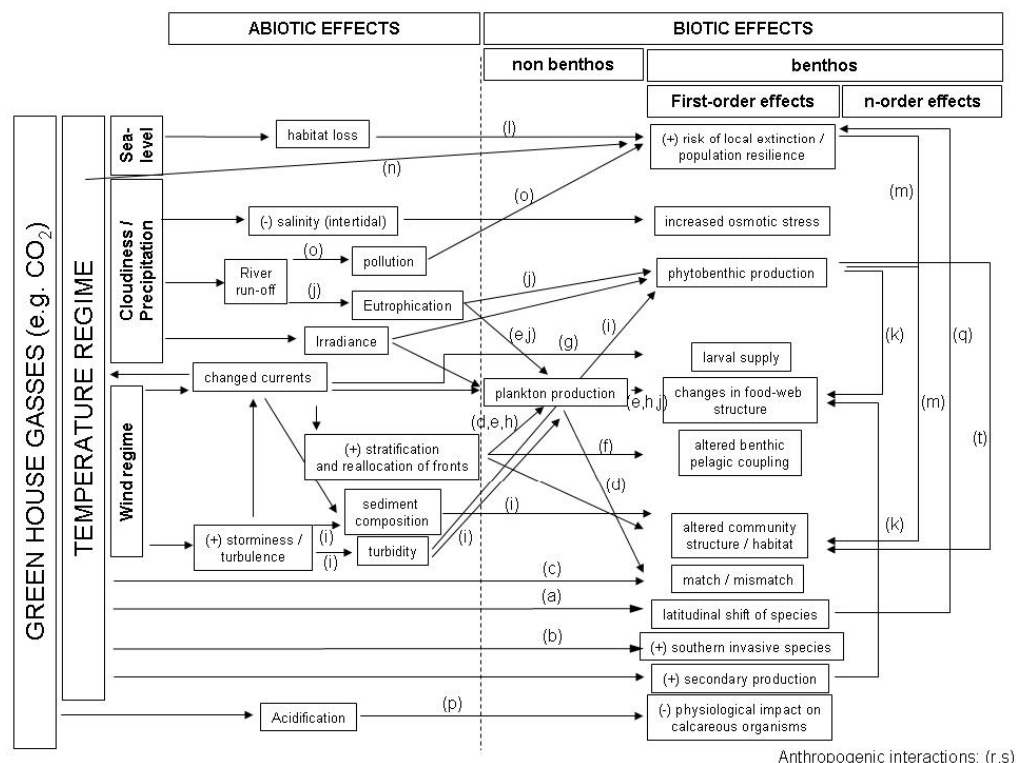 ABIOTIC EFFECTS
BIOTIC EFFECTS
non benthos
benthos
First-order effects
n-order effects
GREEN HOUSE GASSES (e.g. CO₂)
TEMPERATURE REGIME
Sea-
level
Cloudiness /
Precipitation
Wind regime
habitat loss
(l)
(+) risk of local extinction /
population resilience
(n)
(m)
(o)
(-) salinity (intertidal)
increased osmotic stress
(o)
River
run-off
pollution
(j)
phytobenthic production
(j)
Eutrophication
(i)
(e,j)
(g)
(k)
(q)
Irradiance
larval supply
changed currents
plankton production
changes in food-web
structure
(e,h,j)
(m)
(d,e,h)
(t)
(+) stratification
and reallocation of fronts
(f)
altered benthic
pelagic coupling
(d)
sediment
composition
(i)
(k)
altered community
structure / habitat
(+) storminess /
turbulence
(i)
(i)
turbidity
(i)
(c)
match / mismatch
(a)
latitudinal shift of species
(b)
(+) southern invasive species
(+) secondary production
Acidification
(p)
(-) physiological impact on
calcareous organisms
Anthropogenic interactions: (r,s)